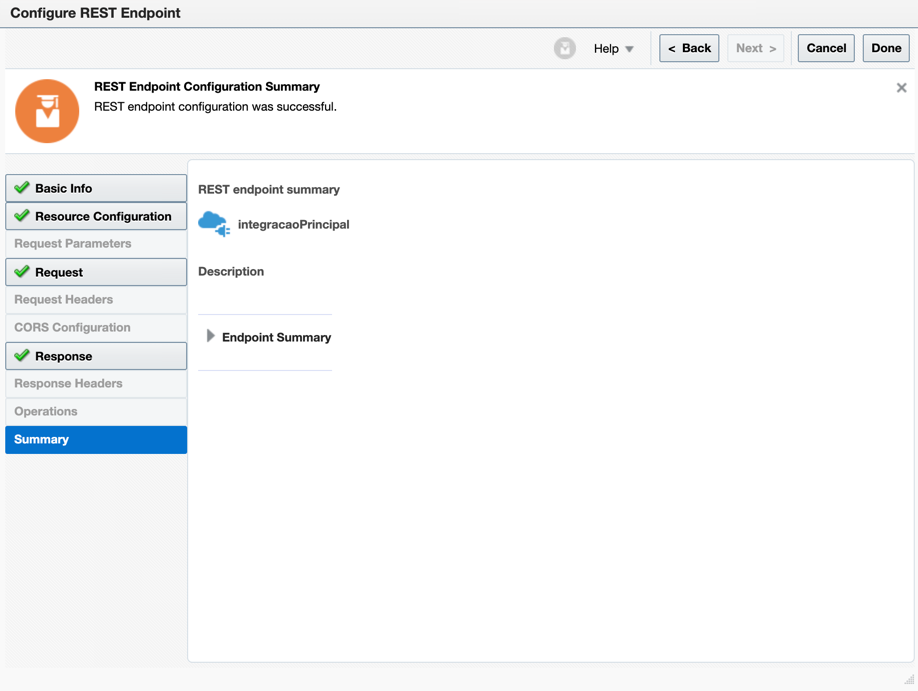 Configure REST Endpoint
Help
< Back
Next >
Cancel
Done
REST Endpoint Configuration Summary
REST endpoint configuration was successful.
Basic Info
Resource Configuration
Request Parameters
Request
Request Headers
CORS Configuration
Response
Response Headers
Operations
Summary
REST endpoint summary
integracaoPrincipal
Description
Endpoint Summary